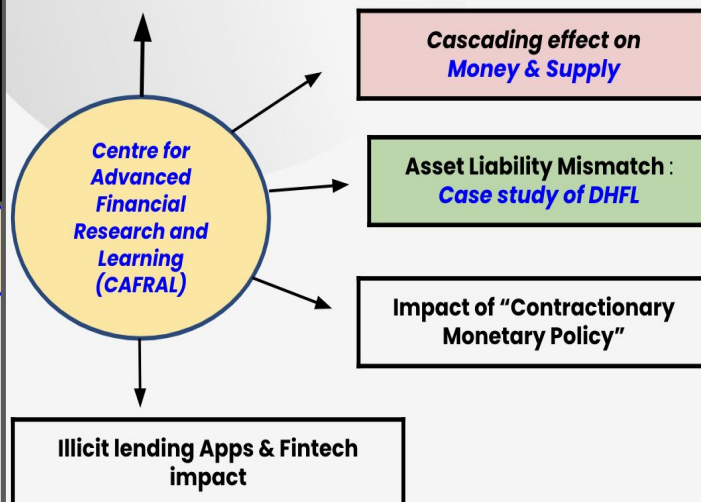 Cascading effect on
Money & Supply
Centre for
Advanced
Financial
Research and
Learning
(CAFRAL)
Asset Liability Mismatch :
Case study of DHFL
Impact of “Contractionary
Monetary Policy”
Illicit lending Apps & Fintech
impact